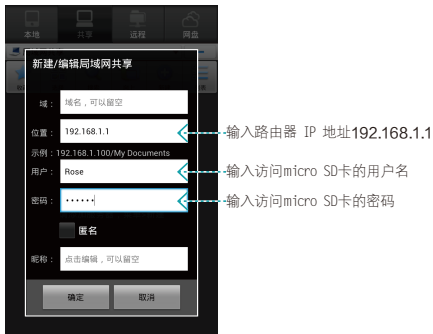 本地 共享 远程 网盘
新建/编辑局域网共享
域： 域名，可以留空
位置： 192.168.1.1 输入路由器 IP 地址192.168.1.1
示例：192.168.1.100/My Documents
用户： Rose 输入访问micro SD卡的用户名
密码： •••••• 输入访问micro SD卡的密码
匿名
昵称： 点击编辑，可以留空
确定 取消